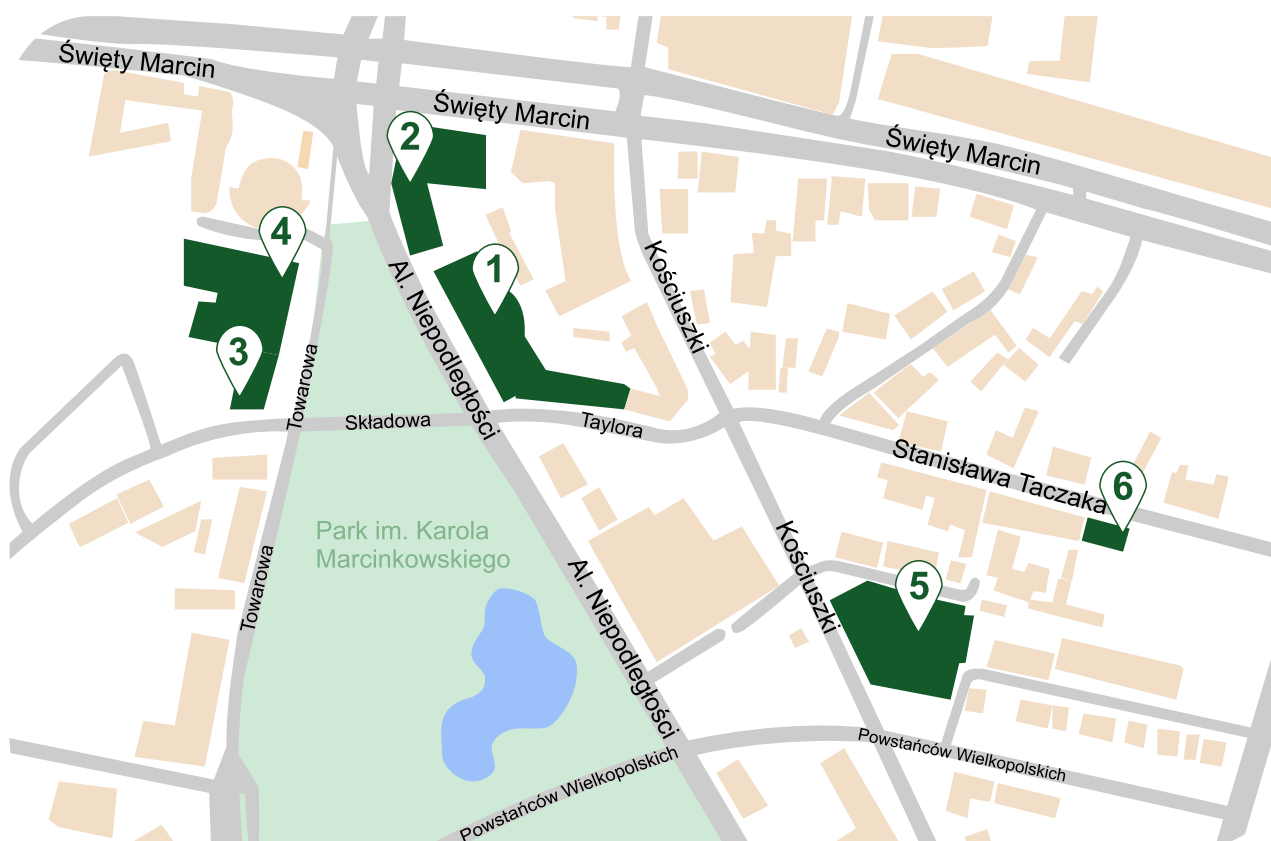 Święty Marcin
Święty Marcin
Święty Marcin
2
4
1
3
Al. Niepodległości
Kościuszki
Towarowa
Składowa
Taylora
Stanisława Taczaka
6
Park im. Karola
Marcinkowskiego
Towarowa
Al. Niepodległości
Kościuszki
5
Powstańców Wielkopolskich
Powstańców Wielkopolskich